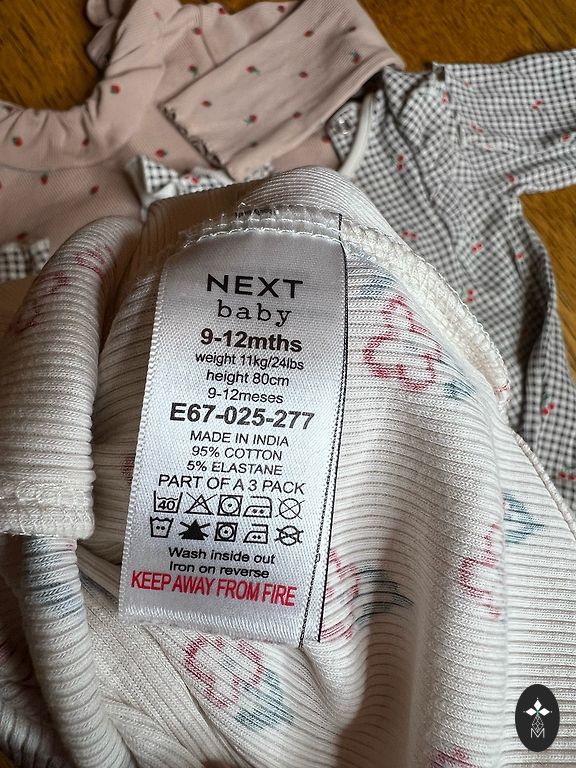 NEXT
baby
9-12mths
weight 11kg/24lbs
height 80cm
9-12meses
E67-025-277
MADE IN INDIA
95% COTTON
5% ELASTANE
PART OF A 3 PACK
40
Wash inside out
Iron on reverse
KEEP AWAY FROM FIRE
M